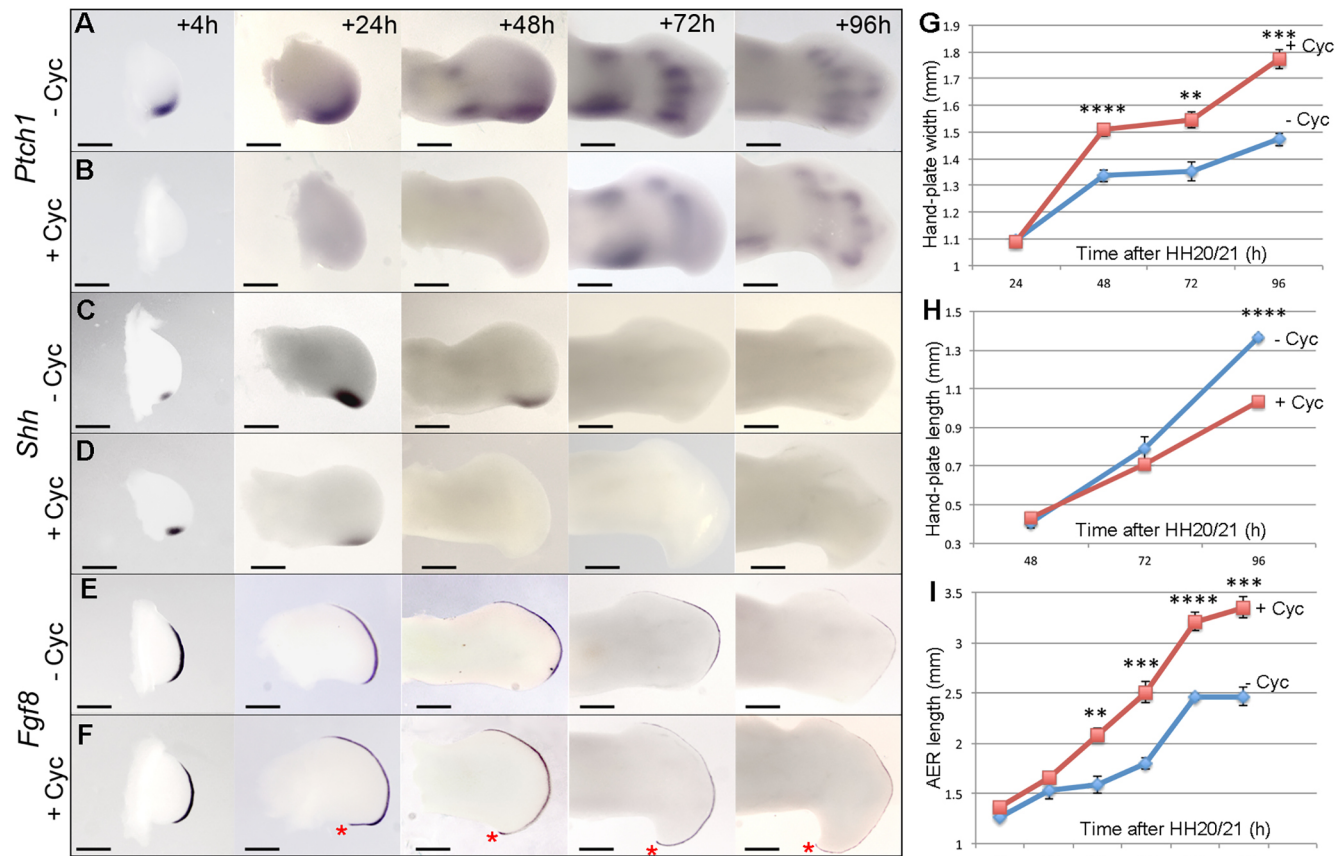 A
+4h
+24h
+48h
+72h
+96h
Ptch1
- Cyc
B
+ Cyc
C
Shh
- Cyc
D
+ Cyc
E
Fgf8
- Cyc
F
+ Cyc
*
*
*
*
G
1.9
1.8
1.7
1.6
1.5
1.4
1.3
1.2
1.1
1
Hand-plate width (mm)
****
**
***
+ Cyc
- Cyc
Time after HH20/21 (h)
24 48 72 96
H
1.5
1.3
1.1
0.9
0.7
0.5
0.3
Hand-plate length (mm)
****
- Cyc
+ Cyc
Time after HH20/21 (h)
48 72 96
I
3.5
3
2.5
2
1.5
1
AER length (mm)
**
***
****
***
+ Cyc
- Cyc
Time after HH20/21 (h)